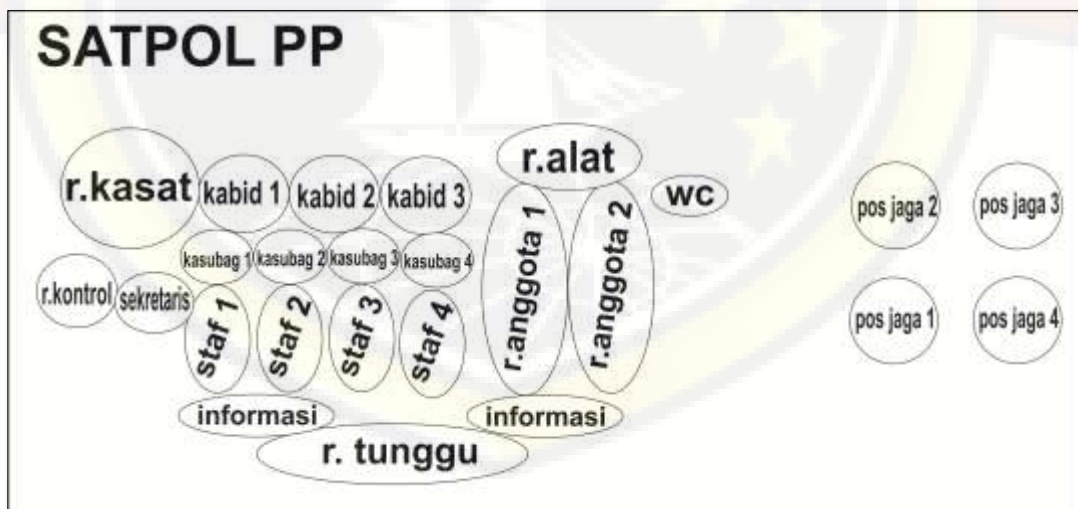 SATPOL PP
r.kasat
kabid 1
kabid 2
kabid 3
r.alat
wc
pos jaga 2
pos jaga 3
kasubag 1
kasubag 2
kasubag 3
kasubag 4
r.anggota 1
r.anggota 2
r.kontrol
sekretaris
staf 1
staf 2
staf 3
staf 4
pos jaga 1
pos jaga 4
informasi
informasi
r. tunggu